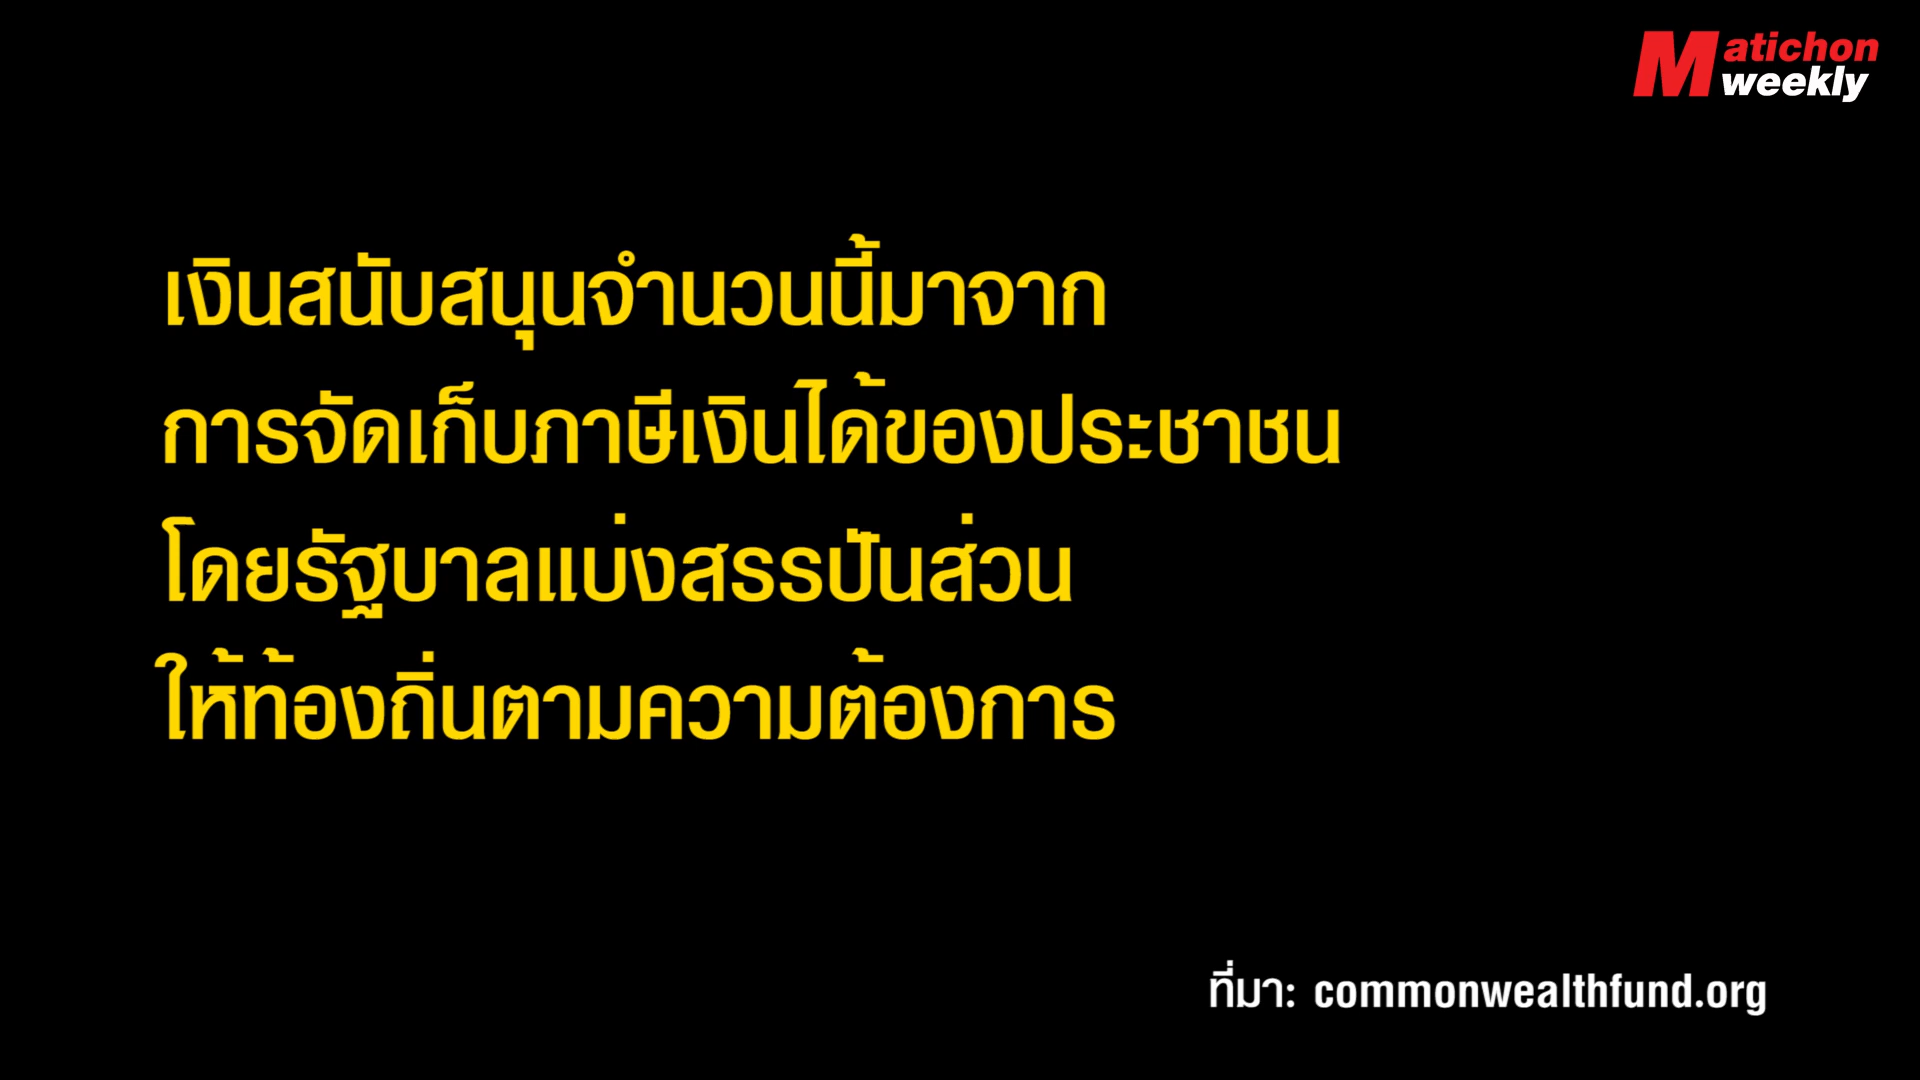 Matichon
weekly
เงินสนับสนุนจำนวนนี้มาจาก
การจัดเก็บภาษีเงินได้ของประชาชน
โดยรัฐบาลแบ่งสรรปันส่วน
ให้ท้องถิ่นตามความต้องการ
ที่มา: commonwealthfund.org